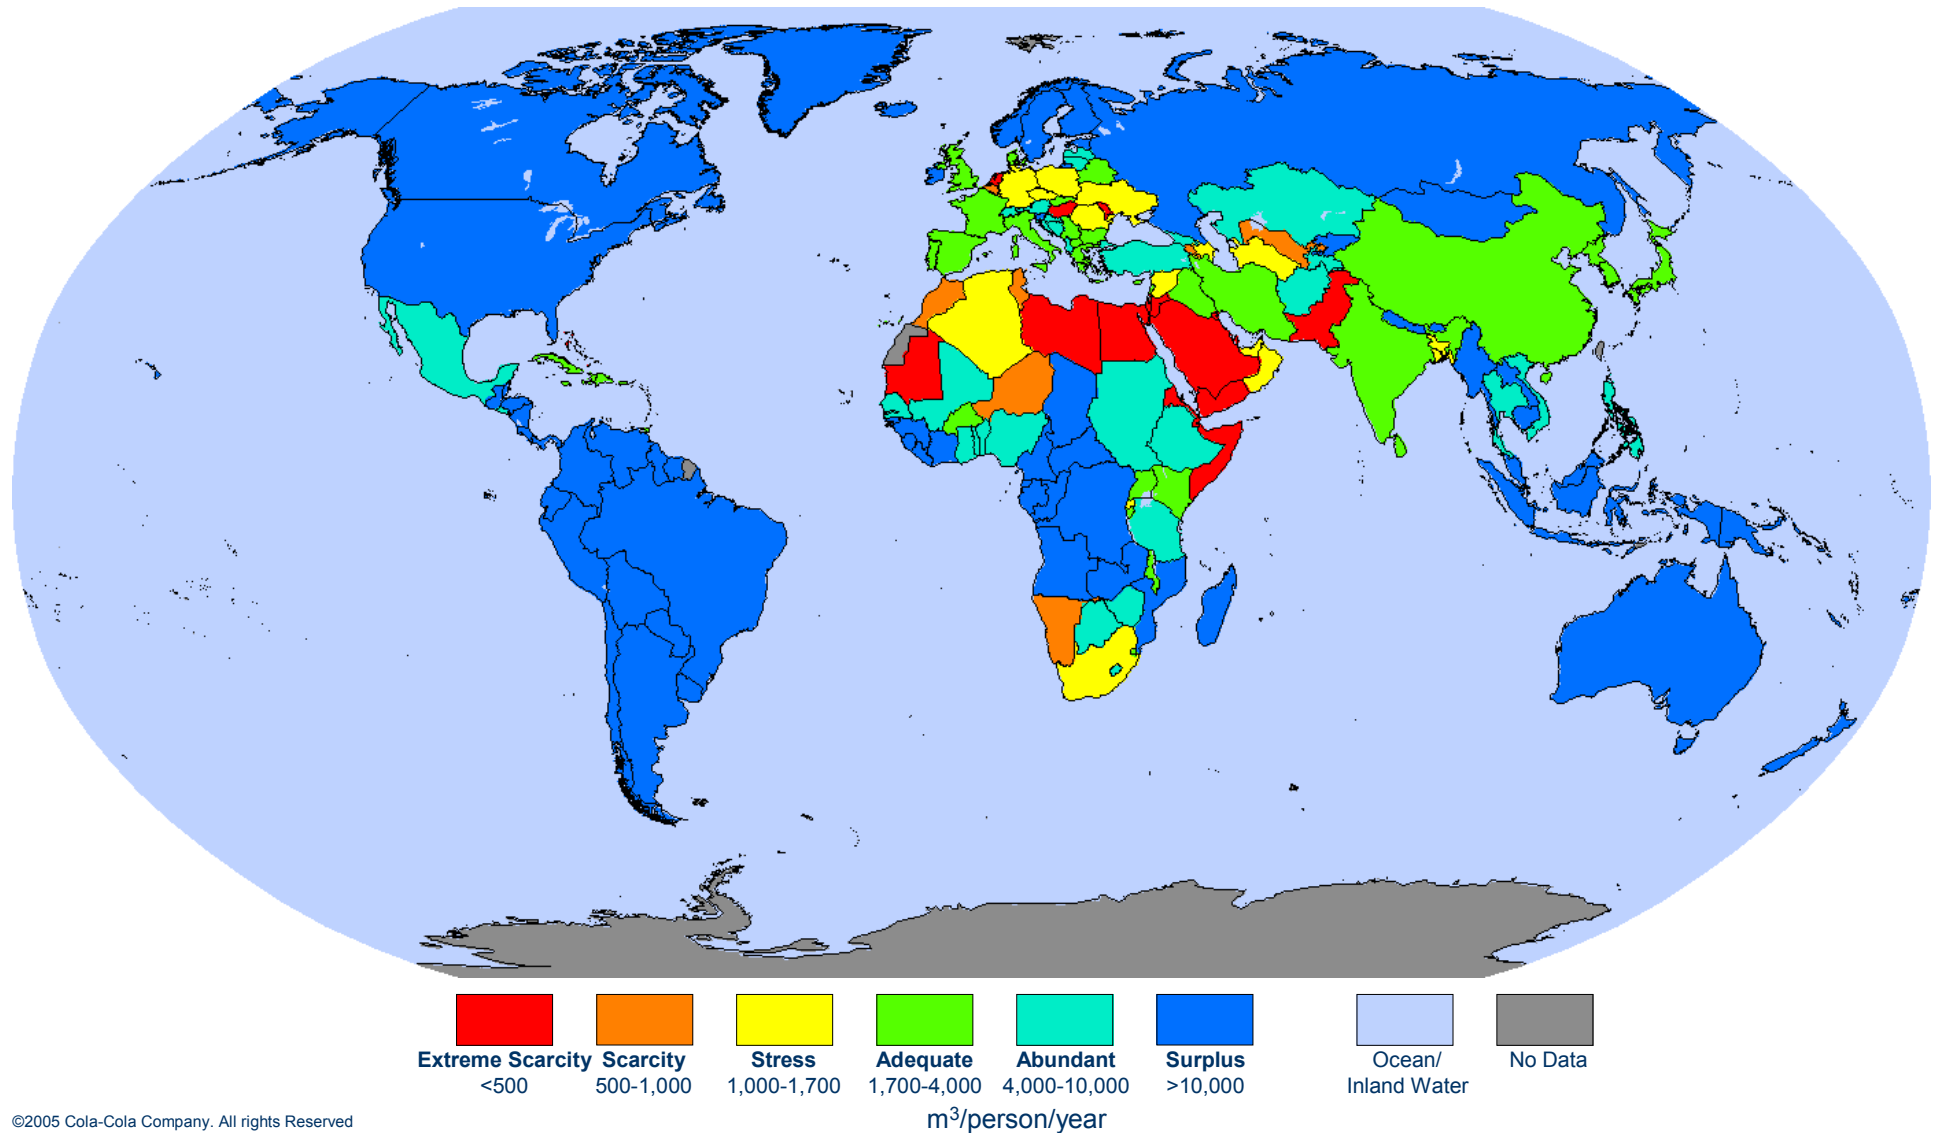 Extreme Scarcity Scarcity Stress Adequate Abundant Surplus Ocean/ No Data
<500 500-1,000 1,000-1,700 1,700-4,000 4,000-10,000 >10,000 Inland Water
m³/person/year
©2005 Cola-Cola Company. All rights Reserved